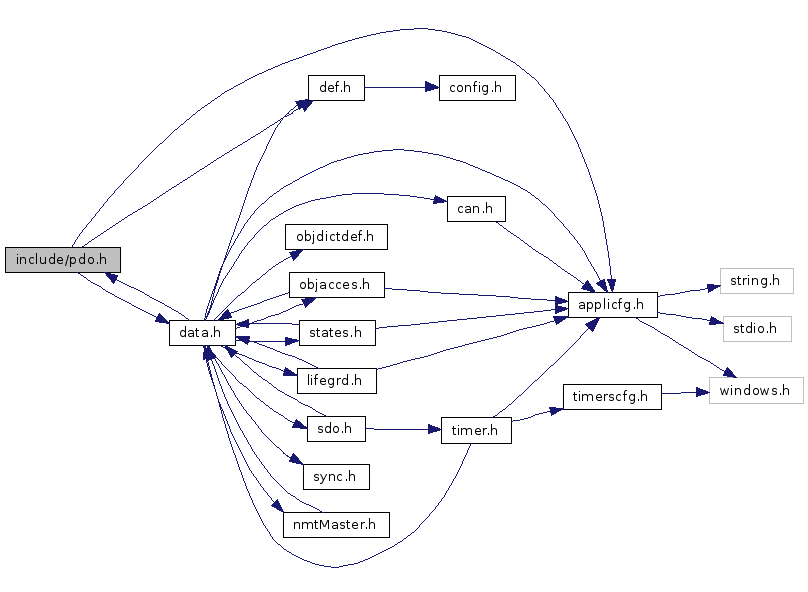 def.h
config.h
can.h
objdictdef.h
include/pdo.h
objacces.h
string.h
applicfg.h
data.h
states.h
stdio.h
lifegrd.h
timerscfg.h
windows.h
sdo.h
timer.h
sync.h
nmtMaster.h